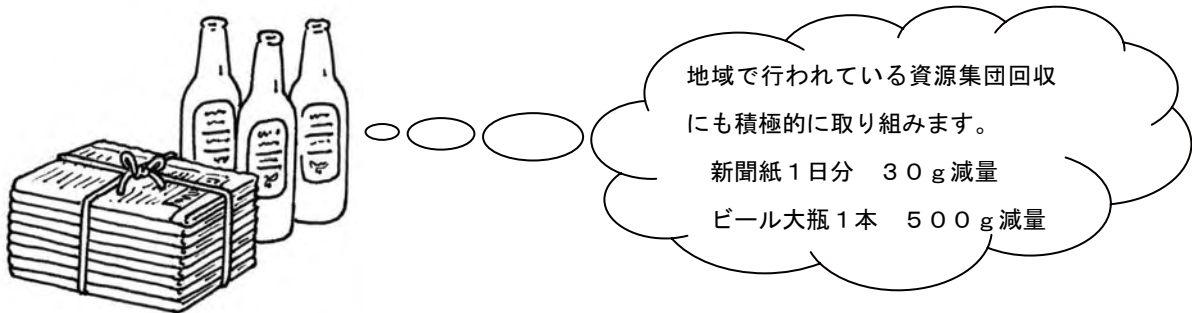 地域で行われている資源集団回収
にも積極的に取り組みます。
新聞紙１日分　３０ｇ減量
ビール大瓶１本　５００ｇ減量